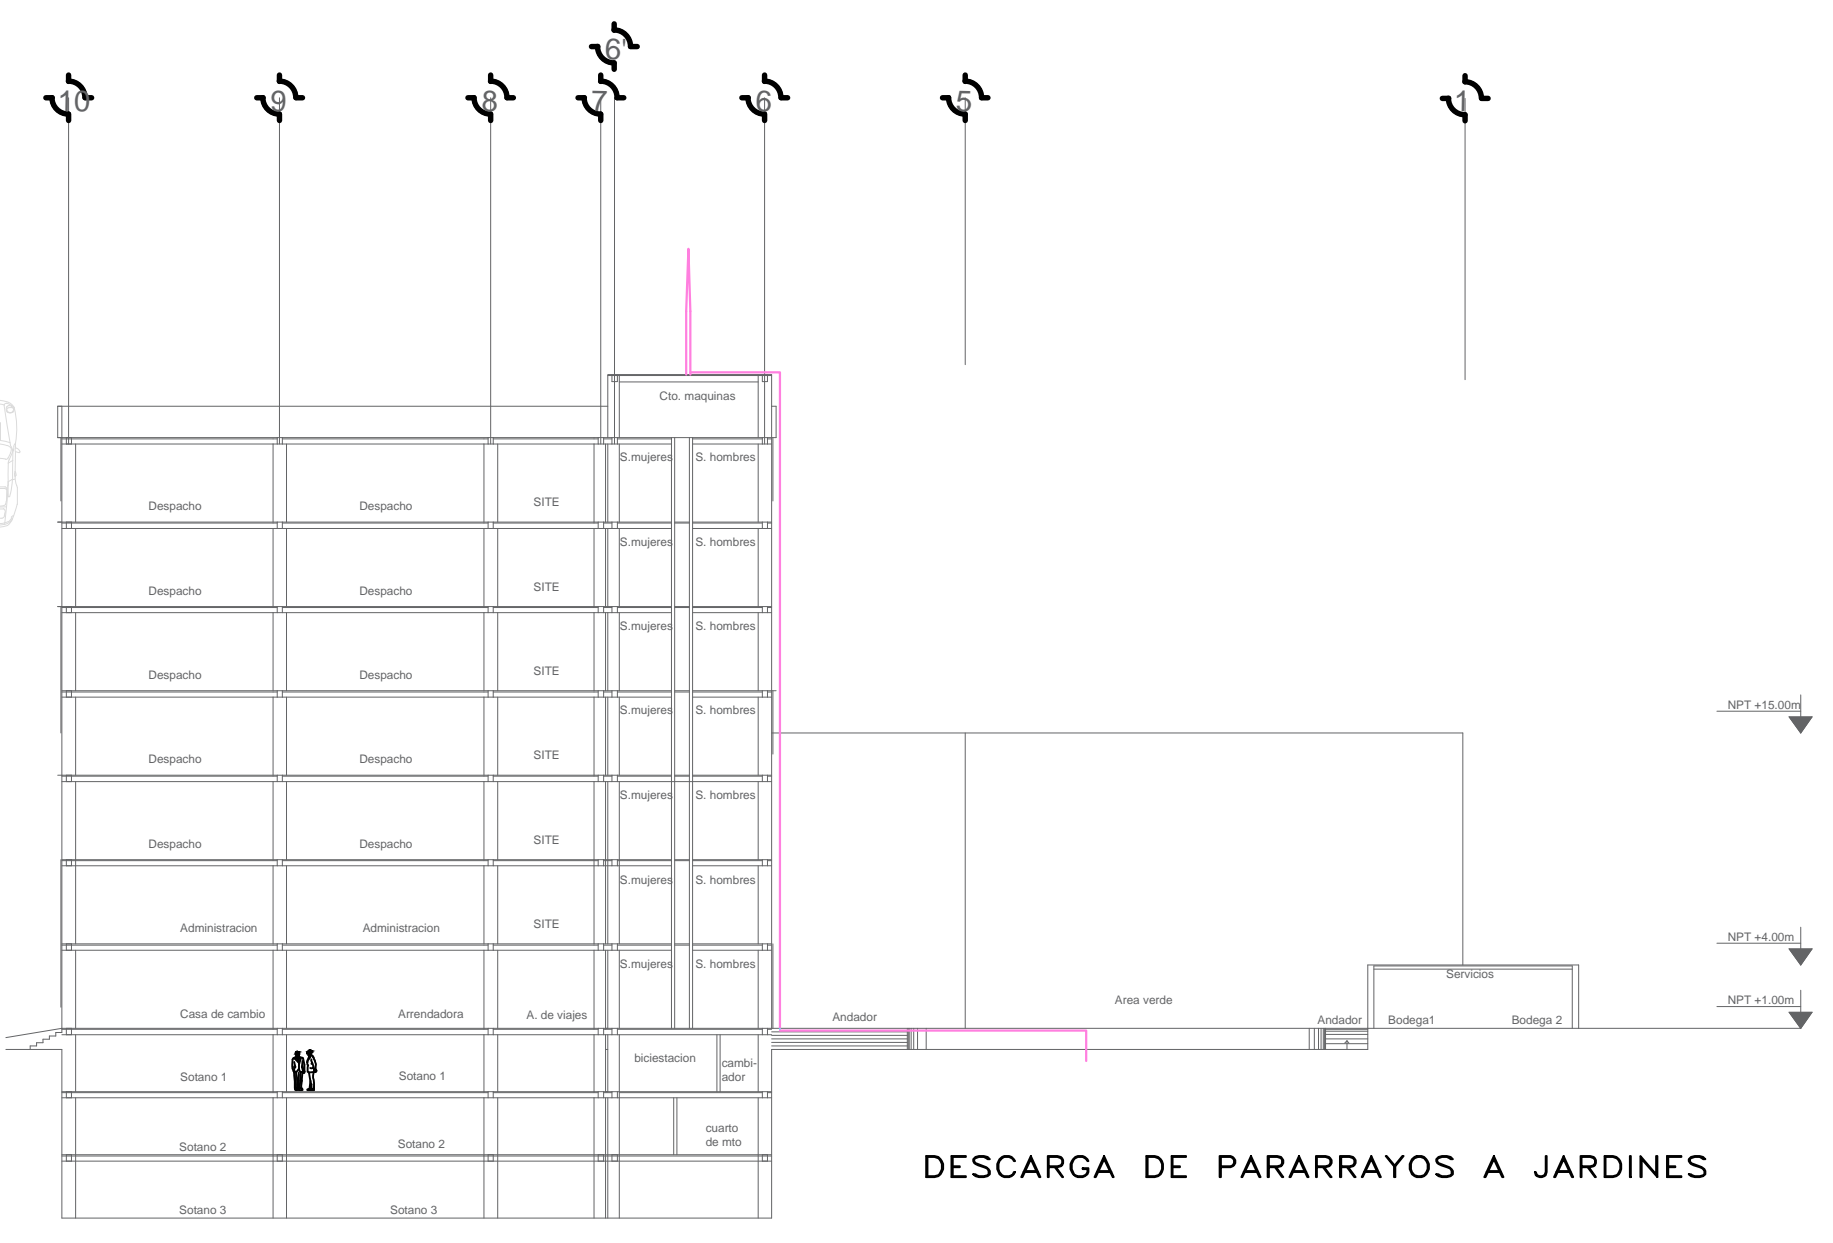 6'
10 9 8 7 6 5 1
Cto. maquinas
S.mujeres S. hombres
Despacho Despacho SITE
S.mujeres S. hombres
Despacho Despacho SITE
S.mujeres S. hombres
Despacho Despacho SITE
NPT +15.00m
S.mujeres S. hombres
Despacho Despacho SITE
S.mujeres S. hombres
Despacho Despacho SITE
S.mujeres S. hombres
Administracion Administracion SITE
NPT +4.00m
S.mujeres S. hombres
Servicios
Area verde
NPT +1.00m
Casa de cambio Arrendadora A. de viajes Andador Andador Bodega1 Bodega 2
biciestacion
cambi-
ador
Sotano 1 Sotano 1
cuarto
de mto
Sotano 2 Sotano 2
DESCARGA DE PARARRAYOS A JARDINES
Sotano 3 Sotano 3